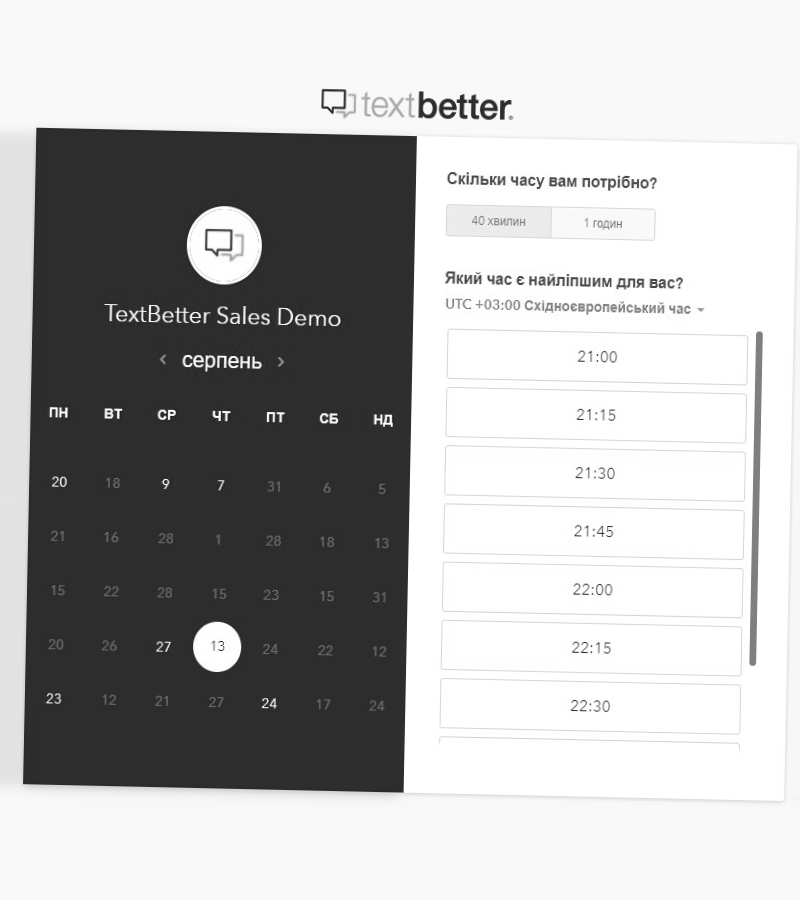 textbetter.
TextBetter Sales Demo
‹ серпень ›
ПН ВТ СР ЧТ ПТ СБ НД
20 18 9 7 31 6 5
21 16 28 1 28 18 13
15 22 28 15 23 15 31
20 26 27 13 24 22 12
23 12 21 27 24 17 24
Скільки часу вам потрібно?
40 хвилин 1 годин
Який час є найліпшим для вас?
UTC +03:00 Східноєвропейський час
21:00
21:15
21:30
21:45
22:00
22:15
22:30